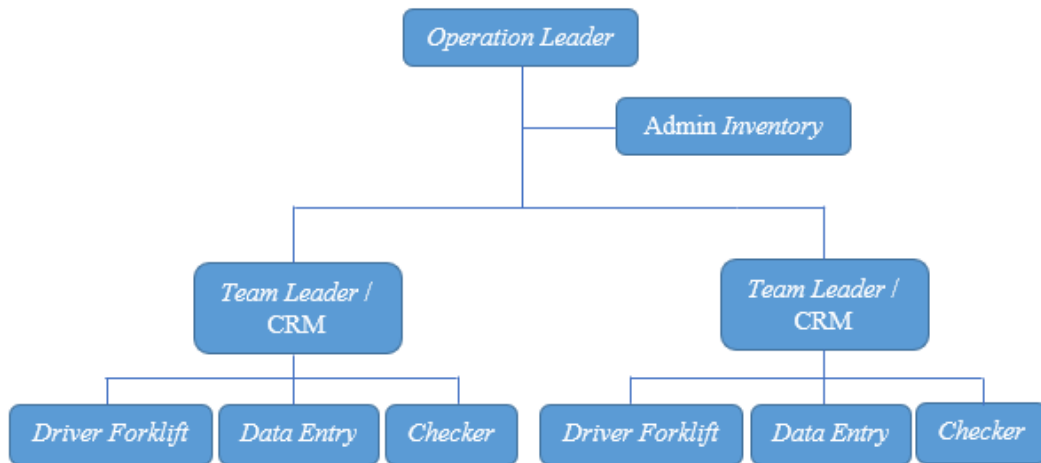 Operation Leader
Admin Inventory
Team Leader /
CRM
Team Leader /
CRM
Driver Forklift
Data Entry
Checker
Driver Forklift
Data Entry
Checker